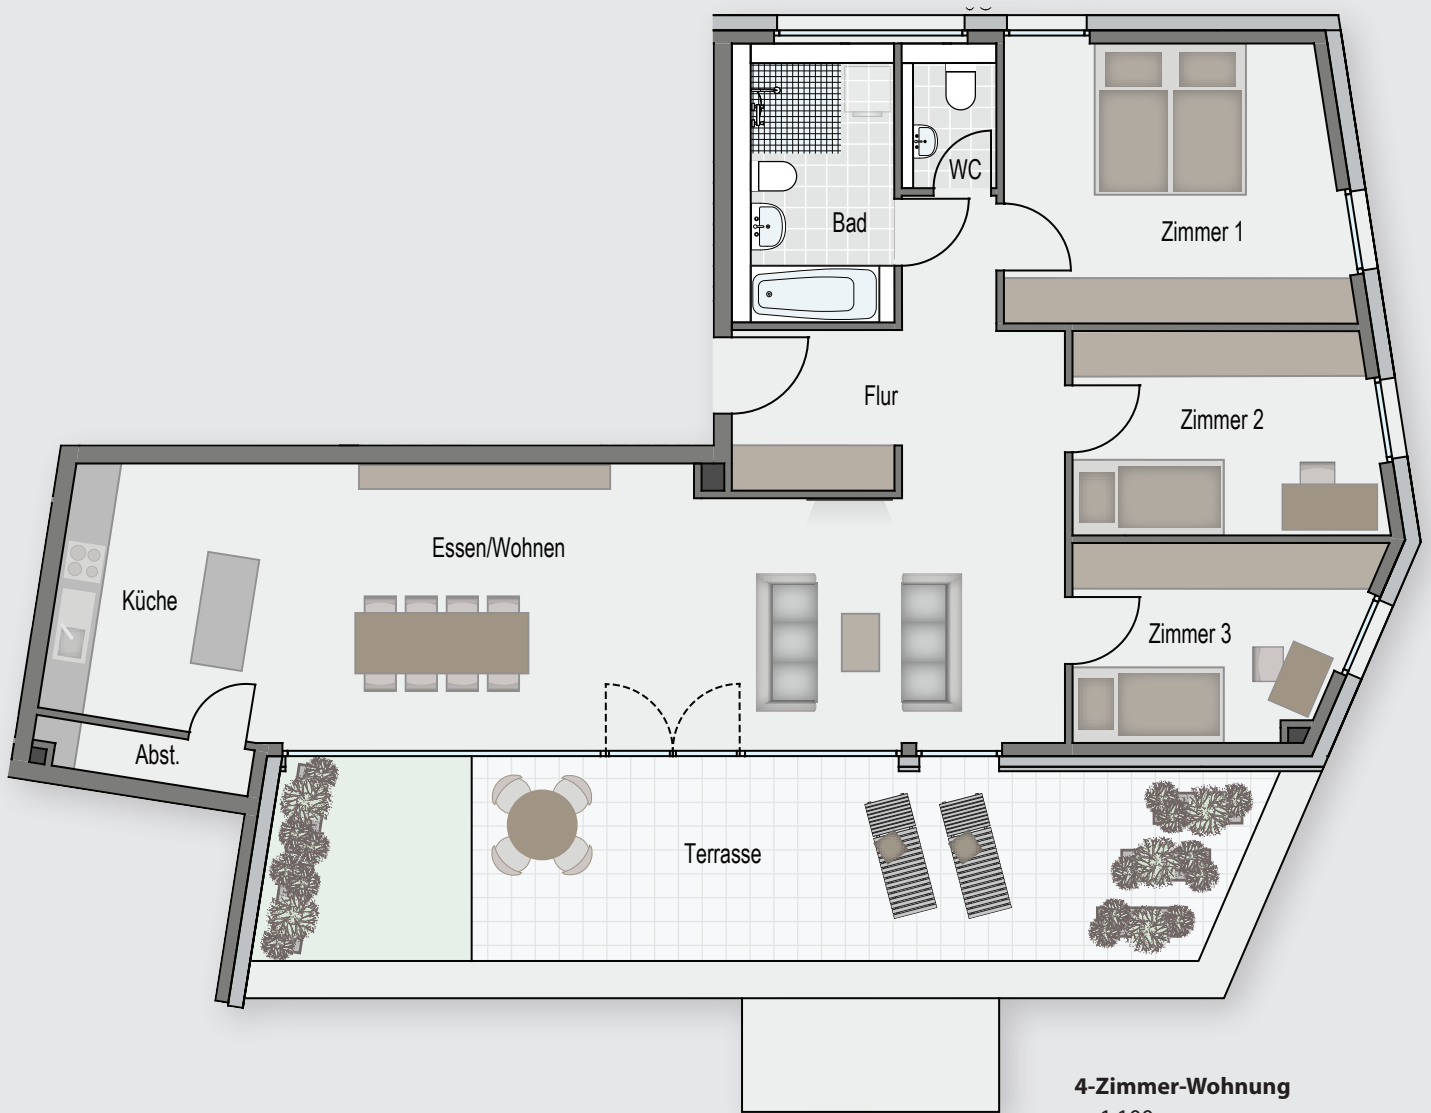 WC
Bad
Zimmer 1
Flur
Zimmer 2
Essen/Wohnen
Küche
Zimmer 3
Abst.
Terrasse
4-Zimmer-Wohnung